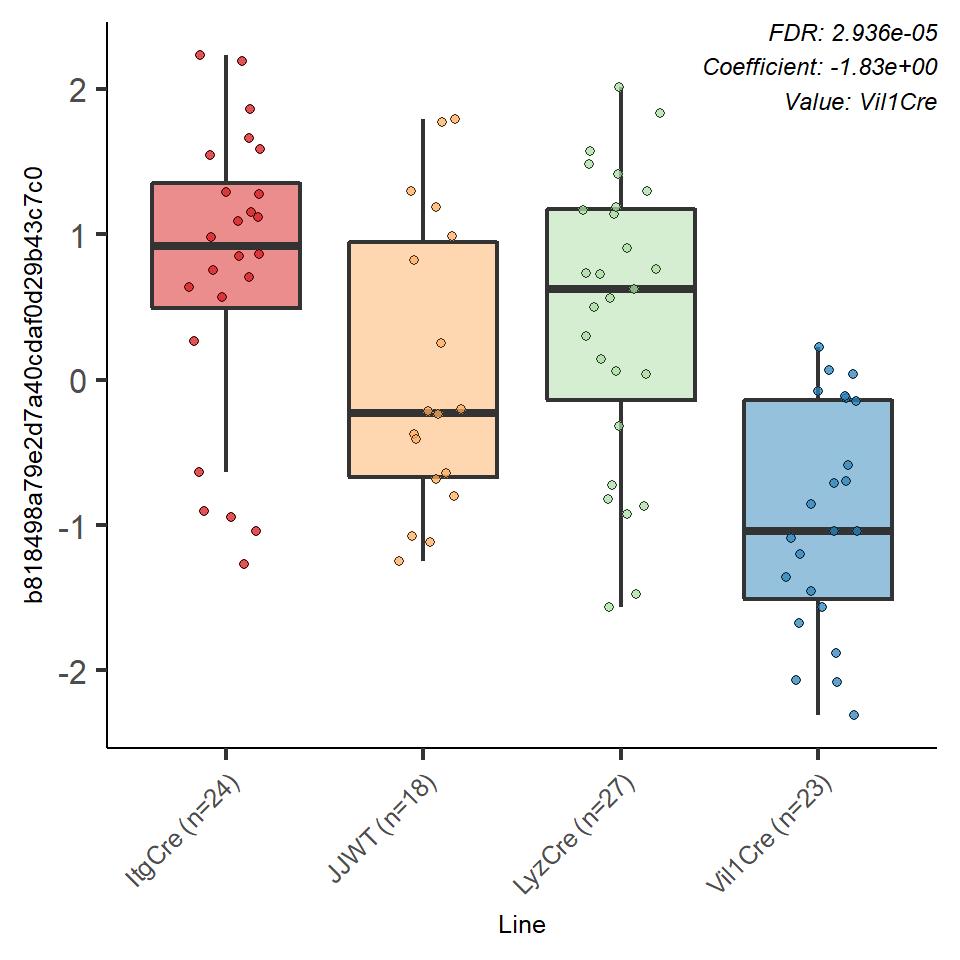 FDR: 2.936e-05
Coefficient: -1.83e+00
Value: Vil1Cre
b818498a79e2d7a40cdaf0d29b43c7c0
2
1
0
-1
-2
ItgCre (n=24)
JJWT (n=18)
LyzCre (n=27)
Vil1Cre (n=23)
Line